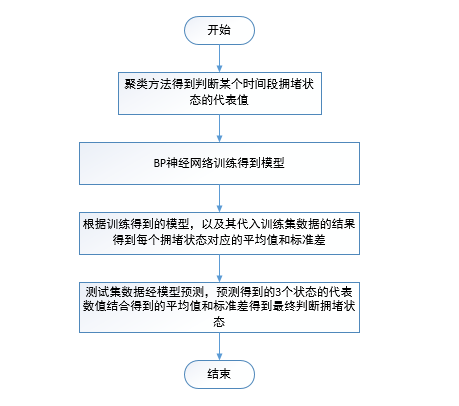 开始
聚类方法得到判断某个时间段拥堵状
态的代表值
BP神经网络训练得到模型
根据训练得到的模型，以及其代入训练集数据的结果
得到每个拥堵状态对应的平均值和标准差
测试集数据经模型预测，预测得到的3个状态的代表
数值结合得到的平均值和标准差得到最终判断拥堵状
态
结束